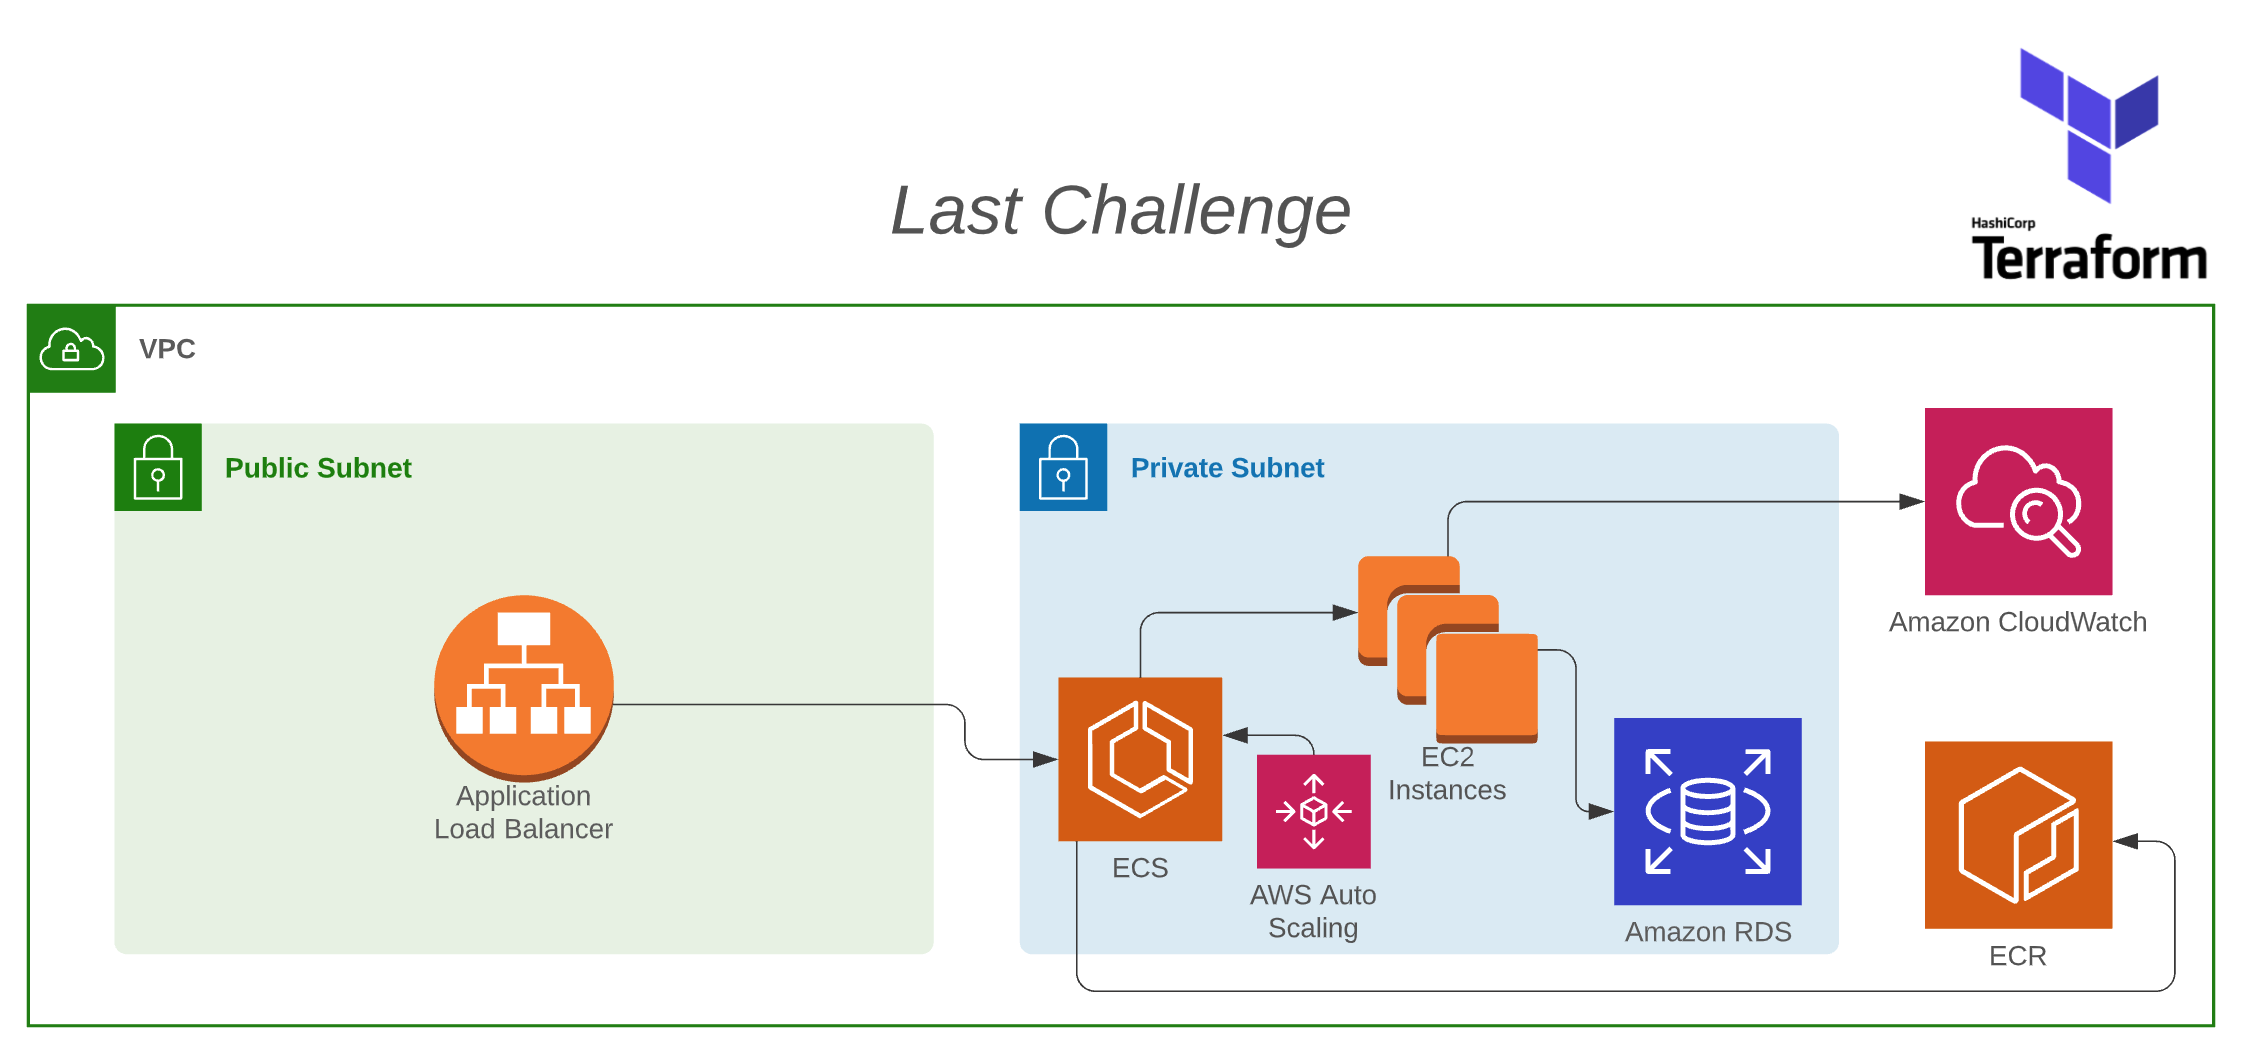 Last Challenge
HashiCorp
Terraform
VPC
Public Subnet
Private Subnet
Application
Load Balancer
ECS
AWS Auto
Scaling
EC2
Instances
Amazon RDS
Amazon CloudWatch
ECR